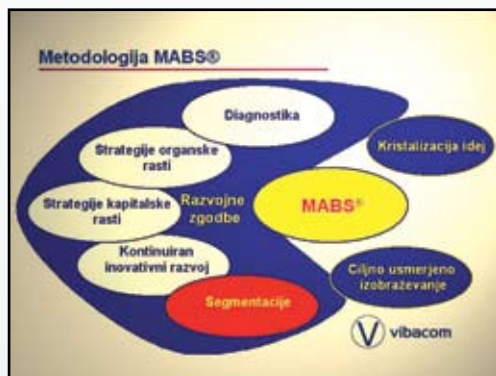 Metodologija MABS®
Diagnostika
Kristalizacija idej
Strategije organske
rasti
Strategije kapitalske
rasti
Razvojne
zgodbe
MABS®
Kontinuiran
inovativni razvoj
Ciljno usmerjeno
izobraževanje
Segmentacije
vibacom